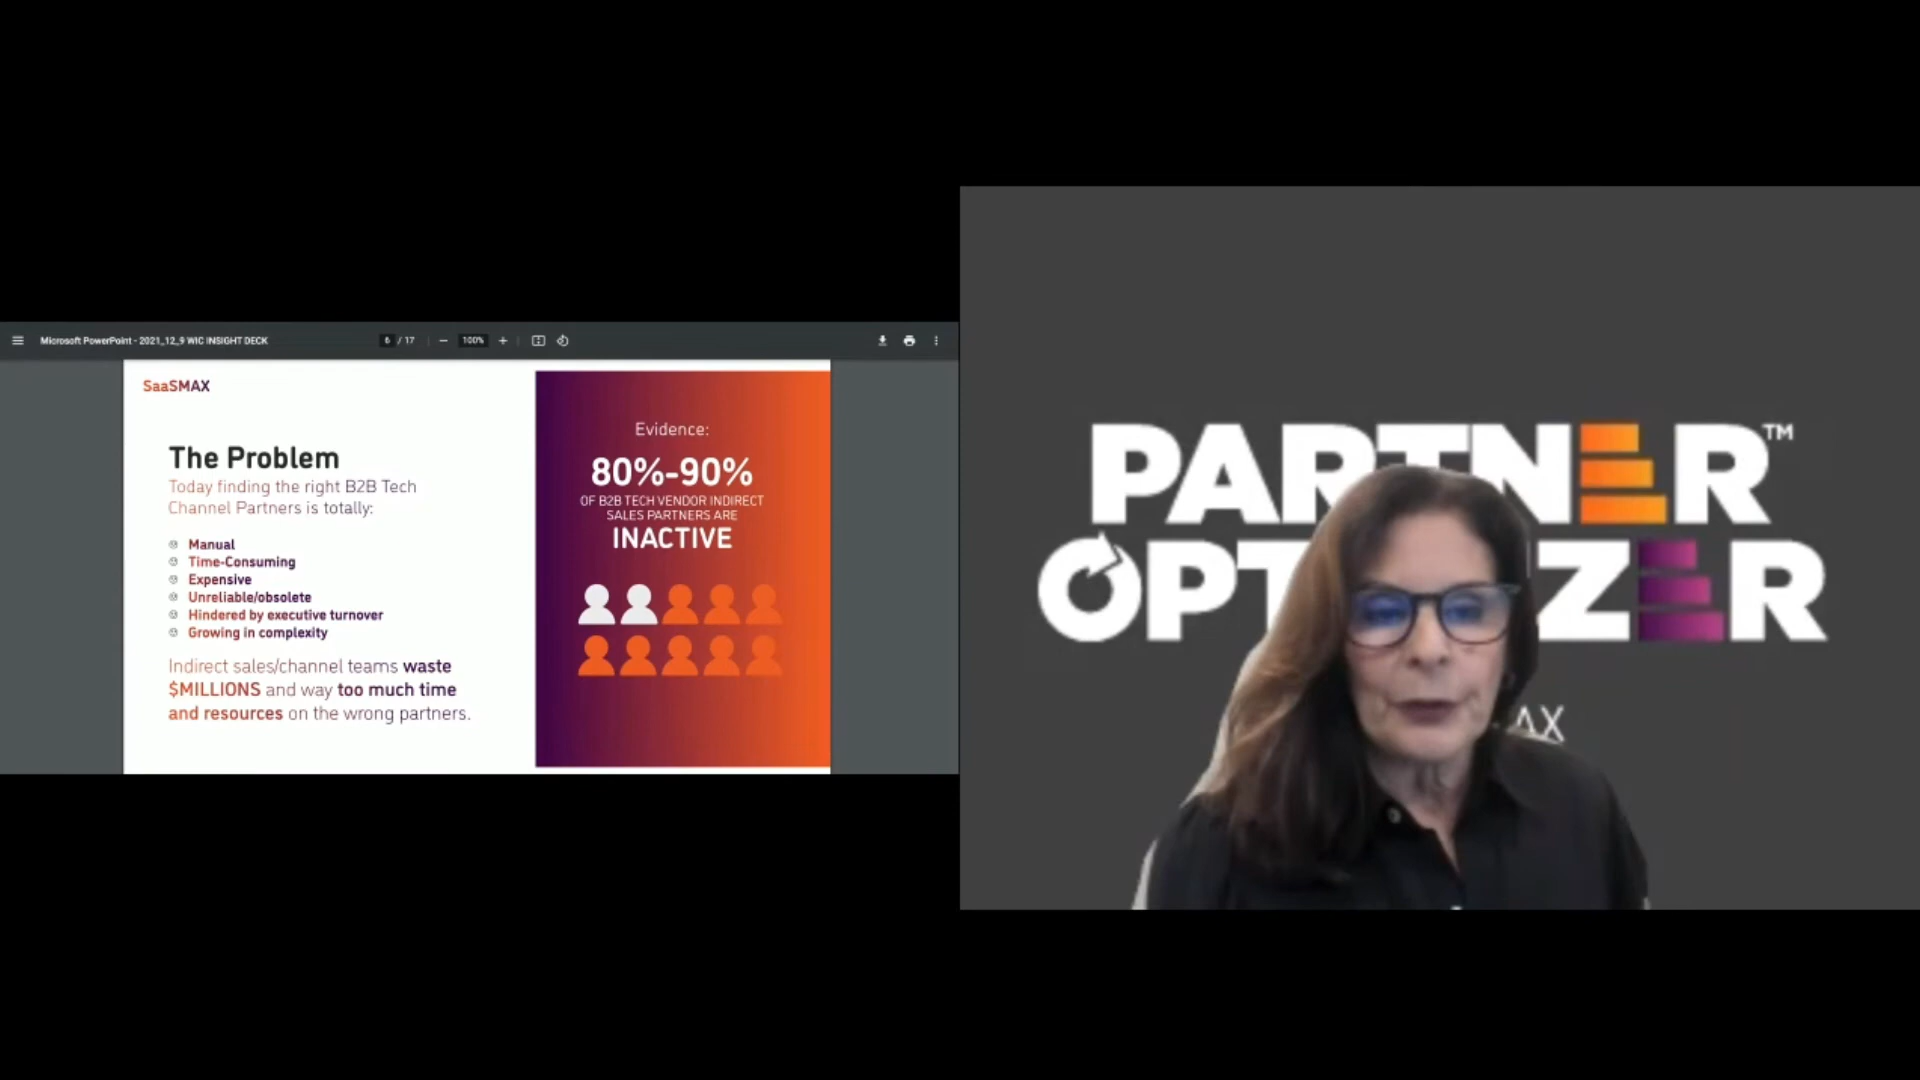 Microsoft PowerPoint - 2021_12_9 WIC INSIGHT DECK
6 / 17
100%
SaaSMAX
The Problem
Today finding the right B2B Tech
Channel Partners is totally:
Manual
Time-Consuming
Expensive
Unreliable/obsolete
Hindered by executive turnover
Growing in complexity
Indirect sales/channel teams waste
$MILLIONS and way too much time
and resources on the wrong partners.
Evidence:
80%-90%
OF B2B TECH VENDOR INDIRECT
SALES PARTNERS ARE
INACTIVE
PARTNER™